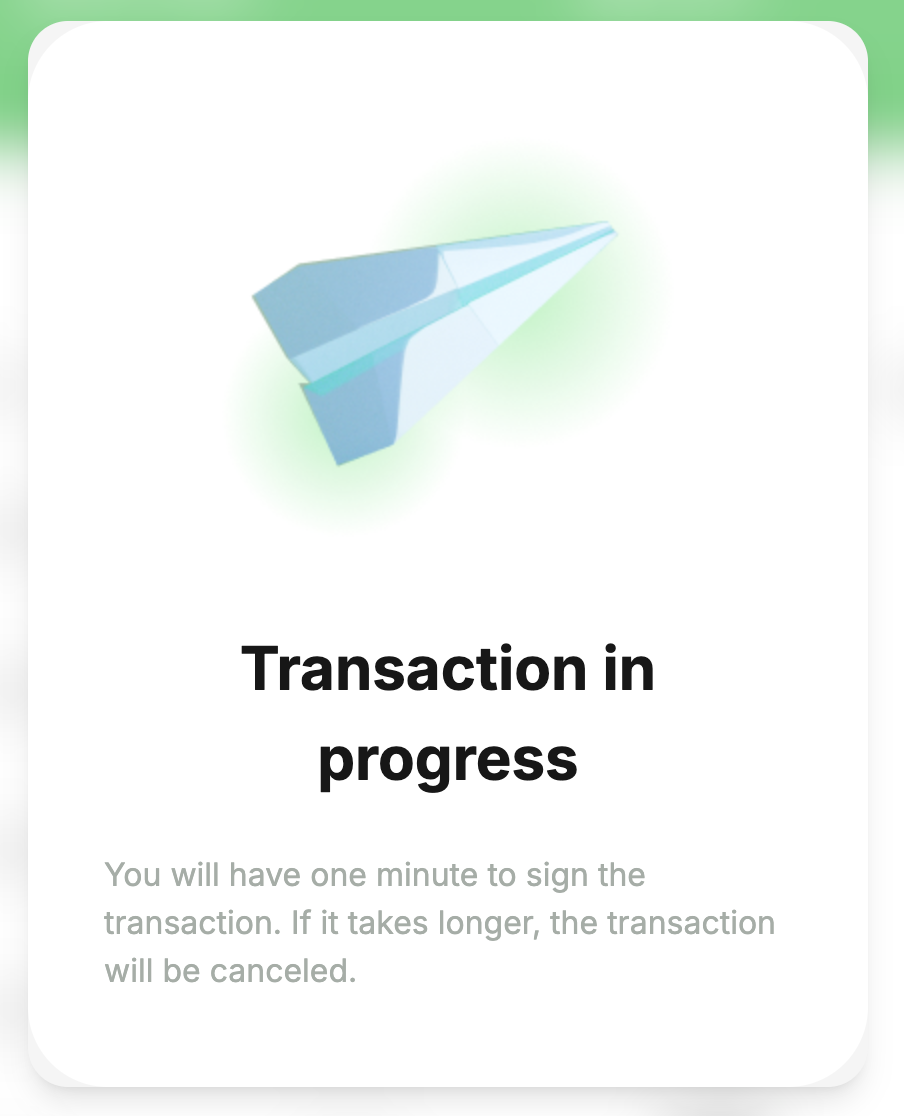 Transaction in
progress
You will have one minute to sign the
transaction. If it takes longer, the transaction
will be canceled.